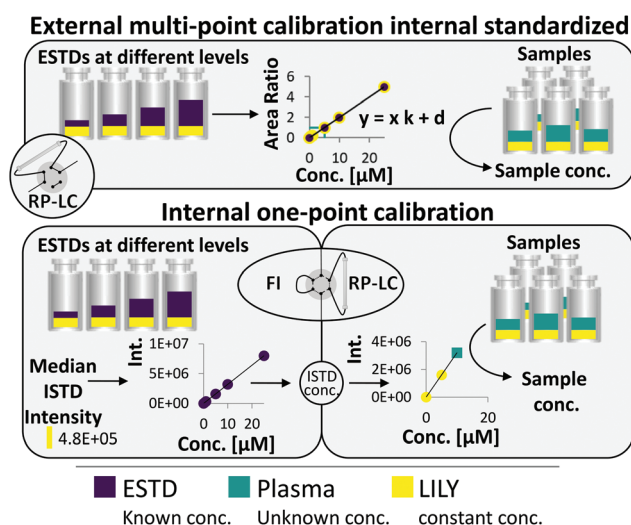 External multi-point calibration internal standardized
ESTDs at different levels
Area Ratio
6
4
2
0
0
20
Conc. [µM]
y = x k + d
Samples
Sample conc.
RP-LC
Internal one-point calibration
ESTDs at different levels
Median
ISTD
Intensity
4.8E+05
Int.
1E+07
5E+06
0E+00
0
10
20
Conc. [µM]
FI
RP-LC
ISTD
conc.
Int.
4E+06
2E+06
0E+00
0
20
Conc. [µM]
Samples
Sample
conc.
ESTD
Known conc.
Plasma
Unknown conc.
LILY
constant conc.